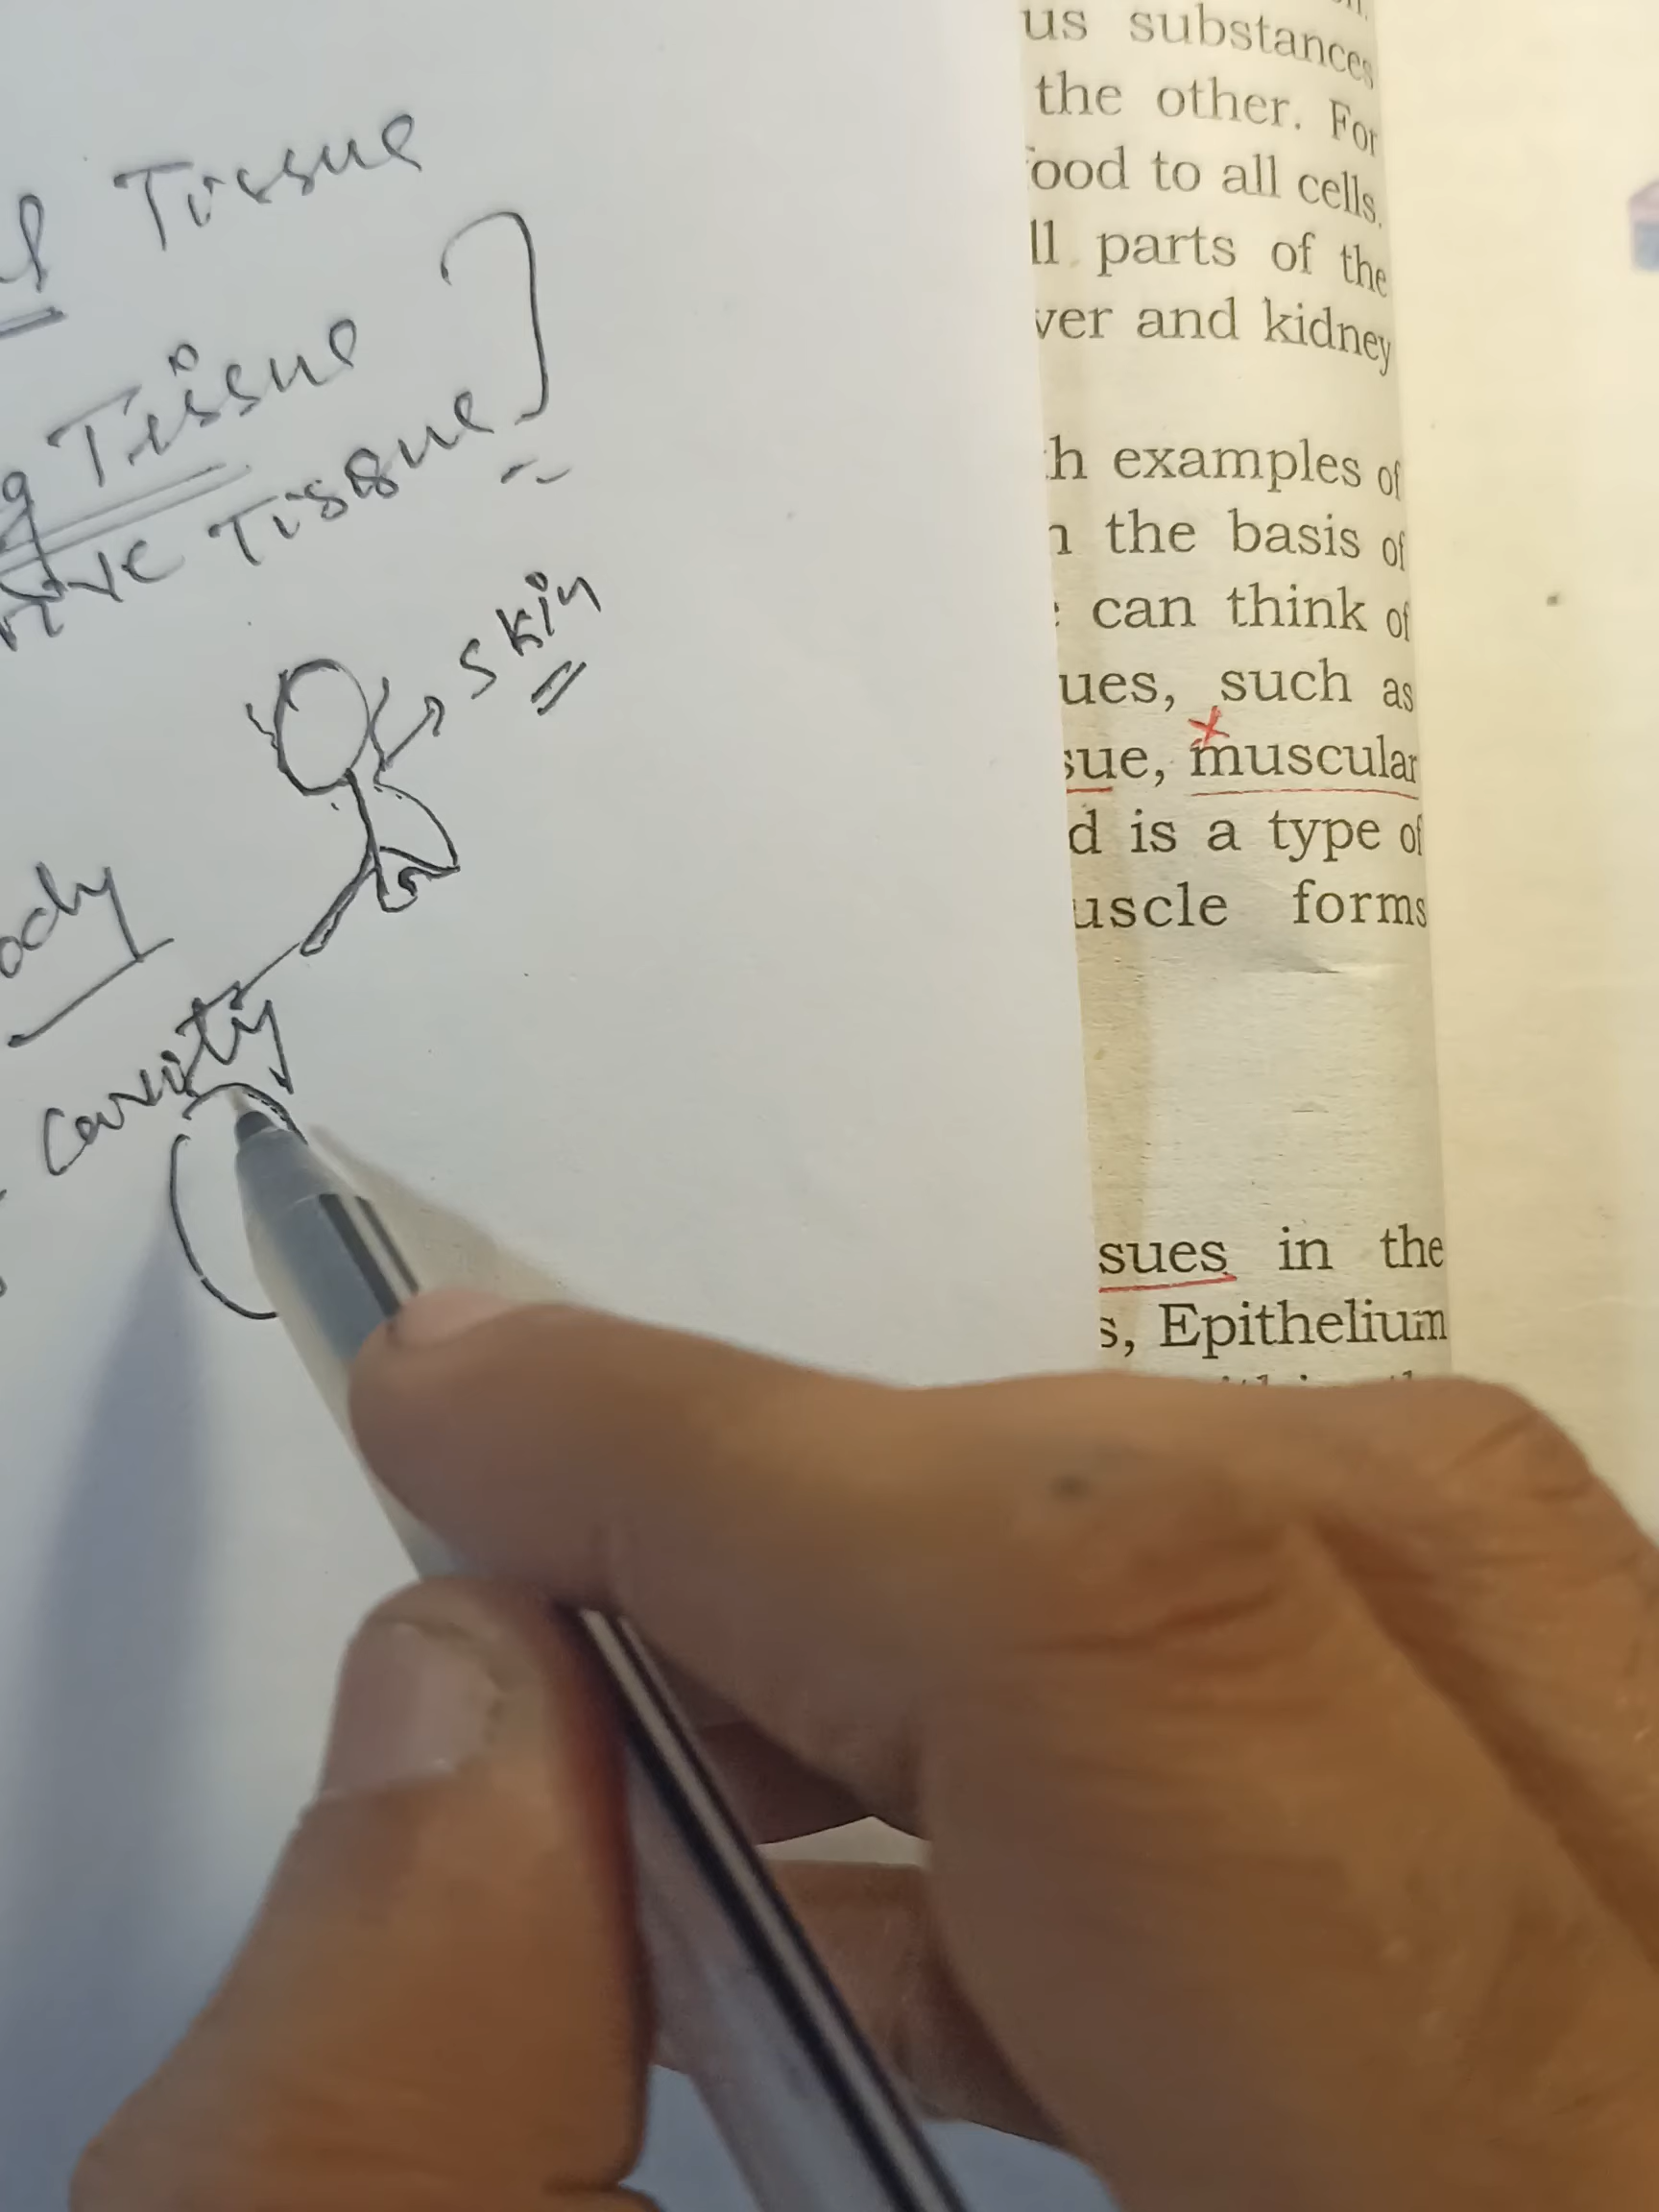 Tissue
Tissue
Tissue
skin
cavity
us substances
the other. For
ood to all cells.
ll parts of the
ver and kidney
h examples of
n the basis of
can think of
ues, such as
sue, muscular
d is a type of
uscle forms
sues in the
s, Epithelium